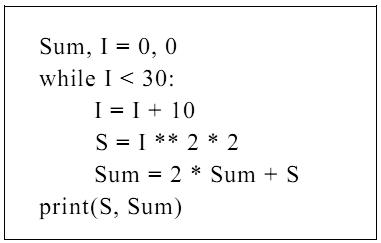 Sum, I = 0, 0
while I < 30:
I = I + 10
S = I ** 2 * 2
Sum = 2 * Sum + S
print(S, Sum)